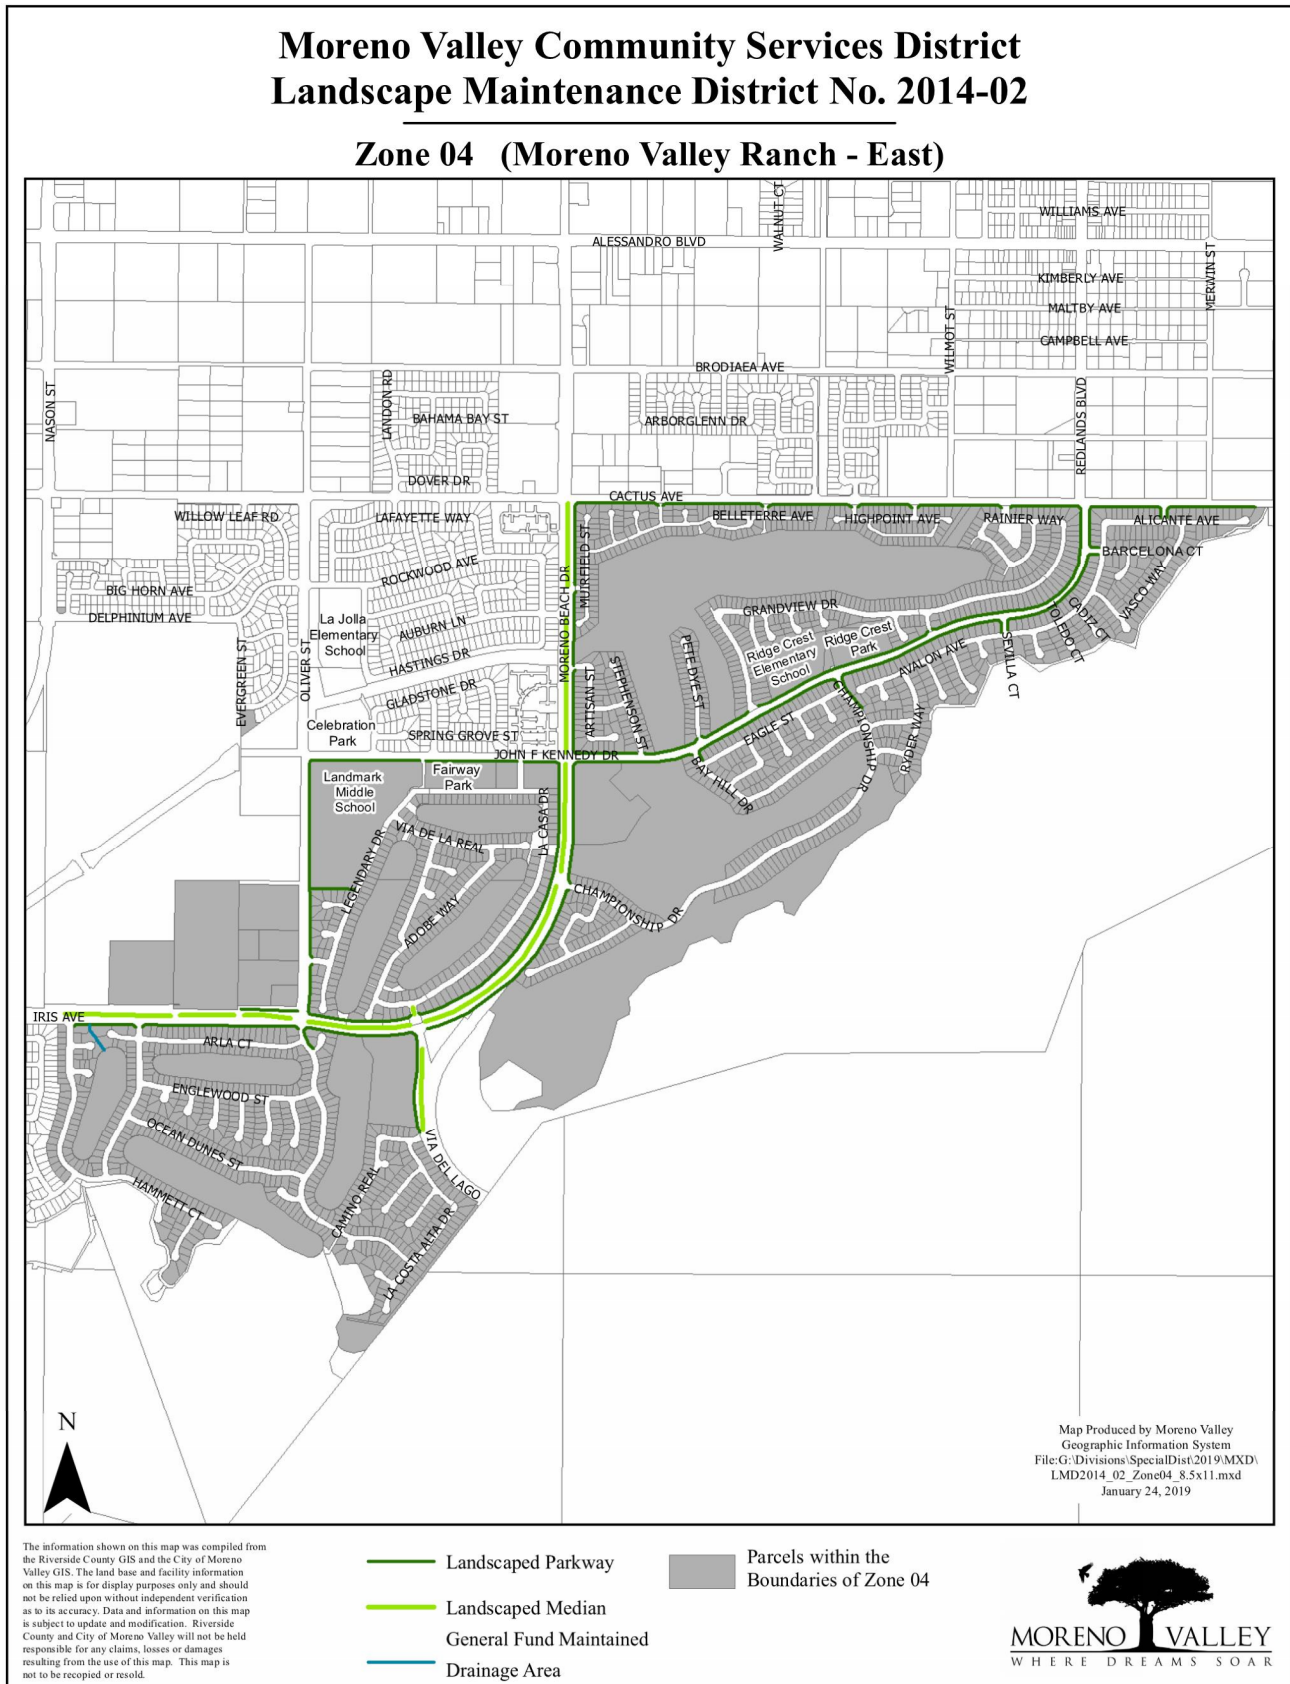 Moreno Valley Community Services District
Landscape Maintenance District No. 2014-02
Zone 04 (Moreno Valley Ranch - East)
WALNUT CT
WILLIAMS AVE
ALESSANDRO BLVD
MERWIN ST
KIMBERLY AVE
MALTBY AVE
WILMOT ST
CAMPBELL AVE
BRODIAEA AVE
NASON ST
LANDON RD
REDLANDS BLVD
BAHAMA BAY ST
ARBORGLENN DR
DOVER DR
CACTUS AVE
WILLOW LEAF RD
LAFAYETTE WAY
BELLETERRE AVE
HIGHPOINT AVE
RAINIER WAY
ALICANTE AVE
MUIRFIELD ST
BARCELONA CT
ROCKWOOD AVE
BIG HORN AVE
VASCO WAY
DELPHINIUM AVE
MORENO BEACH DR
GRANDVIEW DR
CADIZ CT
TOLEDO CT
La Jolla
Elementary
School
AUBURN LN
Ridge Crest
Elementary
School
Ridge Crest
Park
HASTINGS DR
PETE DYE ST
AVALON AVE
SEVILLA CT
EVERGREEN ST
OLIVER ST
STEPHENSON ST
ARTISAN ST
GLADSTONE DR
CHAMPIONSHIP DR
Celebration
Park
SPRING GROVE ST
EAGLE ST
RYDER WAY
JOHN F KENNEDY DR
BAY HILL DR
Landmark
Middle
School
Fairway
Park
LA CASA DR
VIA DE LA REAL
LEGENDARY DR
CHAMPIONSHIP DR
ADOBE WAY
IRIS AVE
ARLA CT
ENGLEWOOD ST
OCEAN DUNES ST
VIA DEL LAGO
HAMMETT CT
CAMINO REAL
LA COSTA ALTA DR
N
Map Produced by Moreno Valley
Geographic Information System
File:G:\Divisions\SpecialDist\2019\MXD\
LMD2014_02_Zone04_8.5x11.mxd
January 24, 2019
The information shown on this map was compiled from
the Riverside County GIS and the City of Moreno
Valley GIS. The land base and facility information
on this map is for display purposes only and should
not be relied upon without independent verification
as to its accuracy. Data and information on this map
is subject to update and modification. Riverside
County and City of Moreno Valley will not be held
responsible for any claims, losses or damages
resulting from the use of this map. This map is
not to be recopied or resold.
Landscaped Parkway
Landscaped Median
General Fund Maintained
Drainage Area
Parcels within the
Boundaries of Zone 04
MORENO VALLEY
WHERE DREAMS SOAR